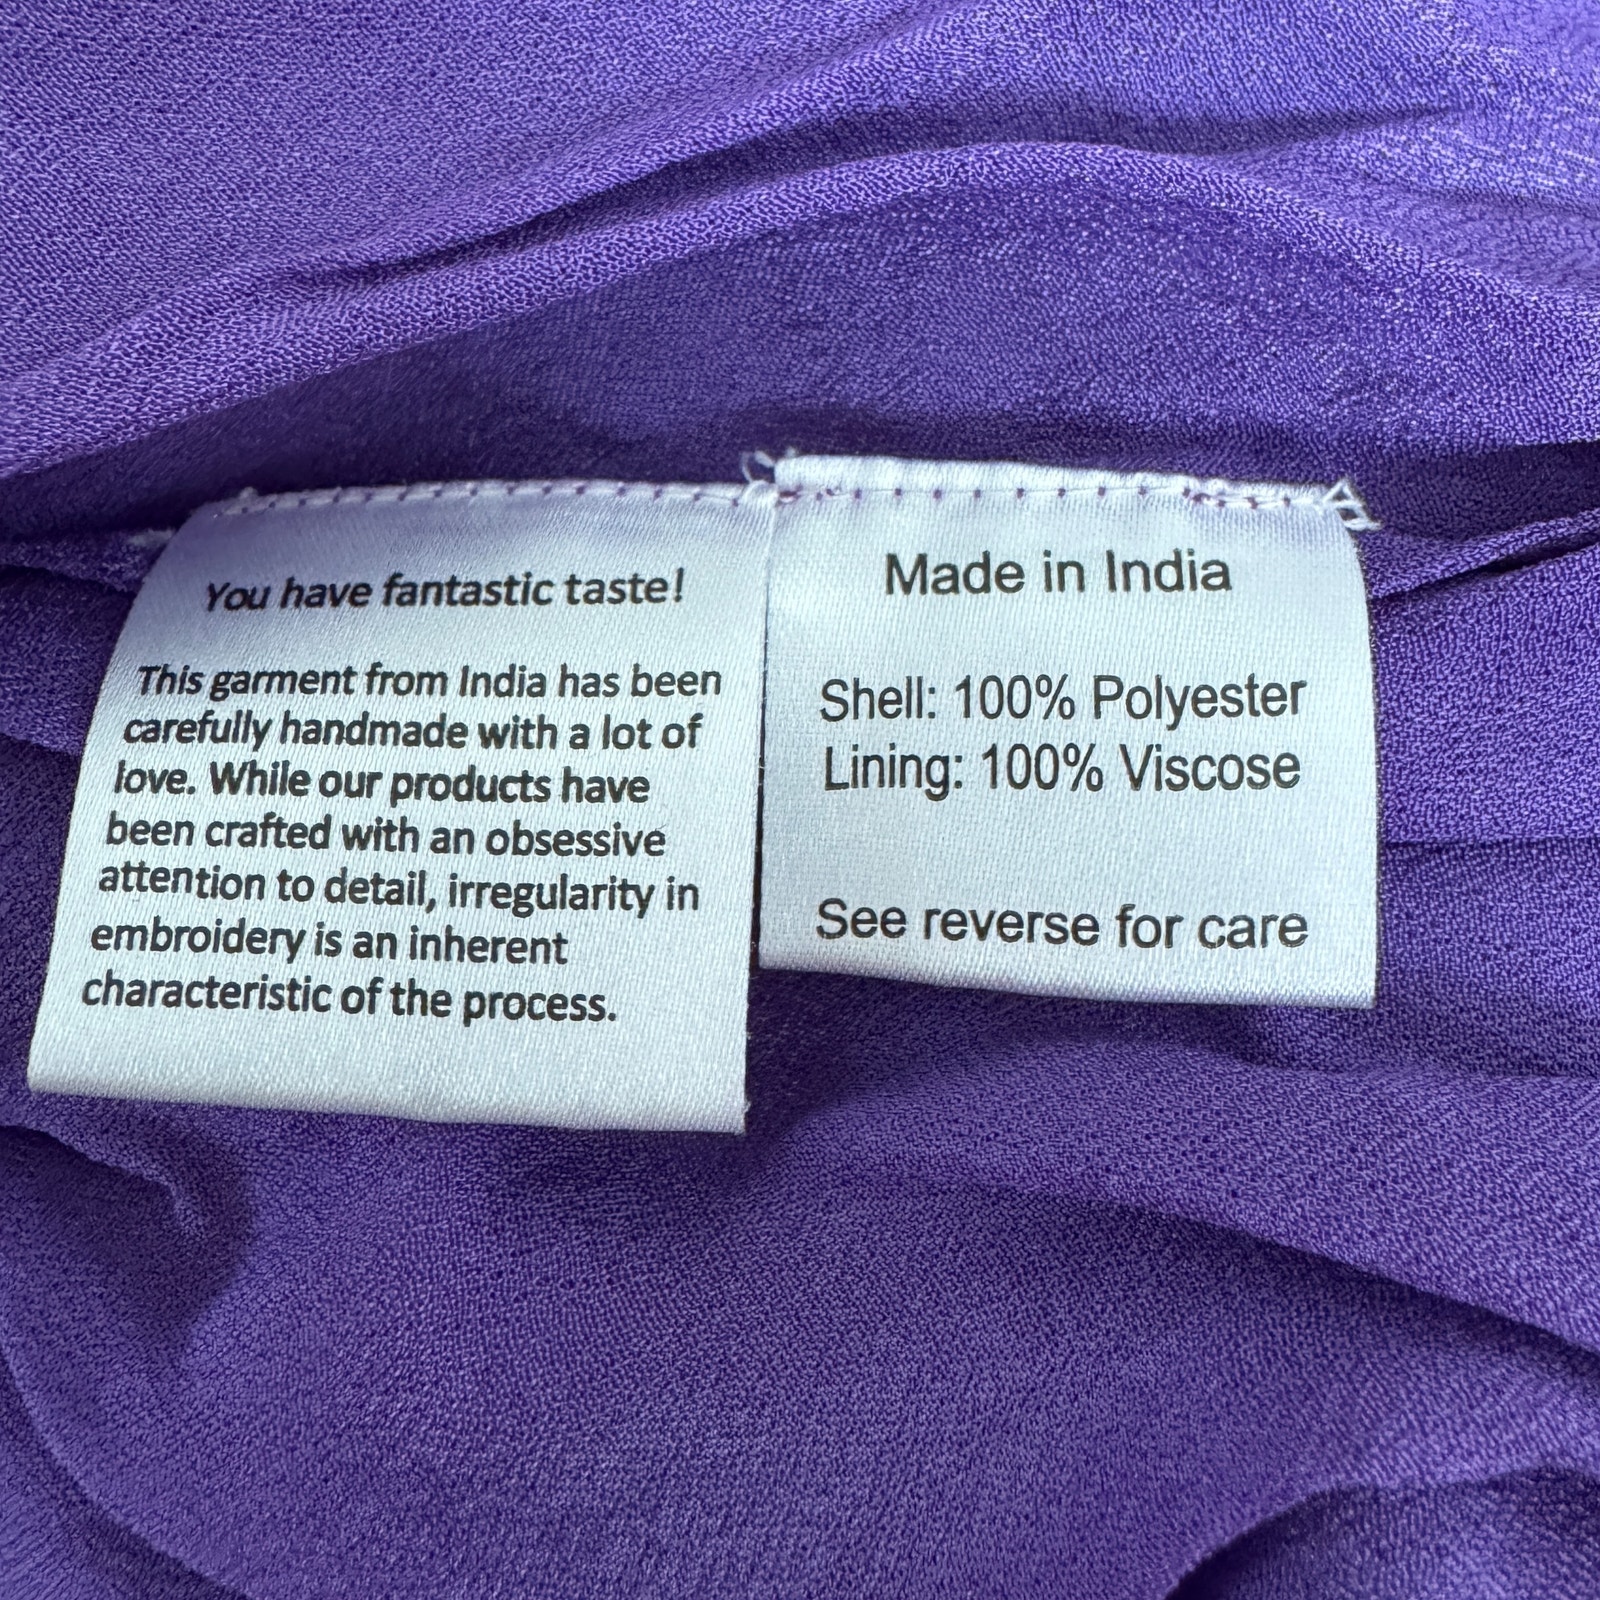 You have fantastic taste!
This garment from India has been
carefully handmade with a lot of
love. While our products have
been crafted with an obsessive
attention to detail, irregularity in
embroidery is an inherent
characteristic of the process.
Made in India
Shell: 100% Polyester
Lining: 100% Viscose
See reverse for care